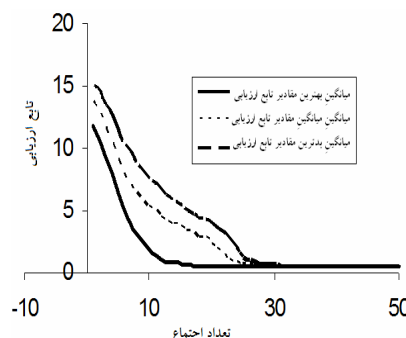 20
15
10
5
0
-10
10
30
50
تابع ارزیابی
میانگین بهترین مقادیر تابع ارزیابی
میانگین میانگین مقادیر تابع ارزیابی
میانگین بدترین مقادیر تابع ارزیابی
تعداد اجتماع